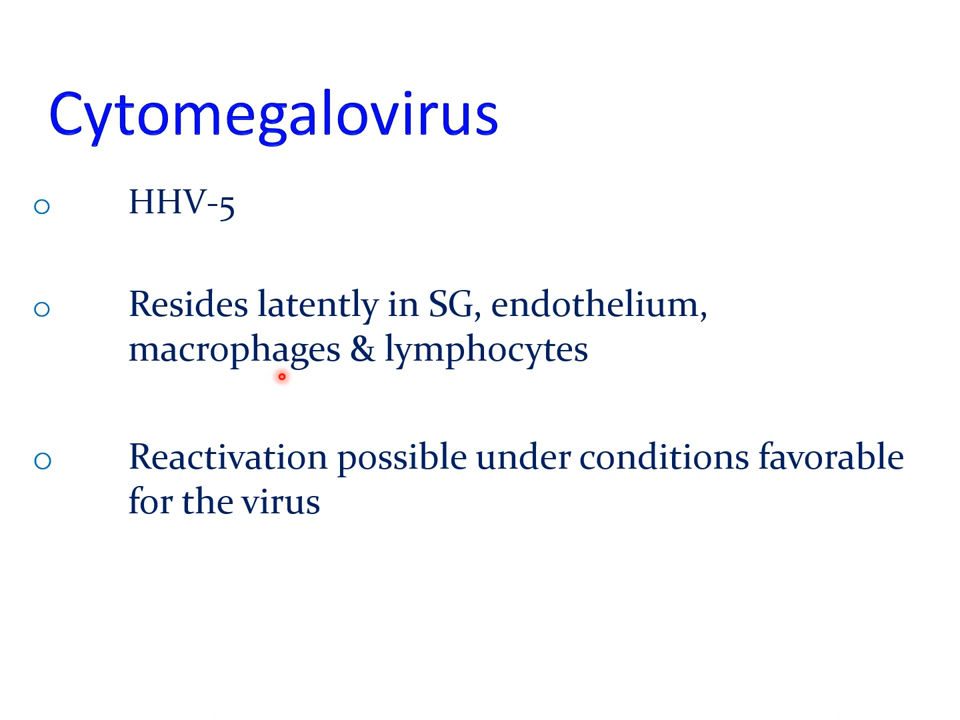 Cytomegalovirus
HHV-5
Resides latently in SG, endothelium,
macrophages & lymphocytes
Reactivation possible under conditions favorable
for the virus